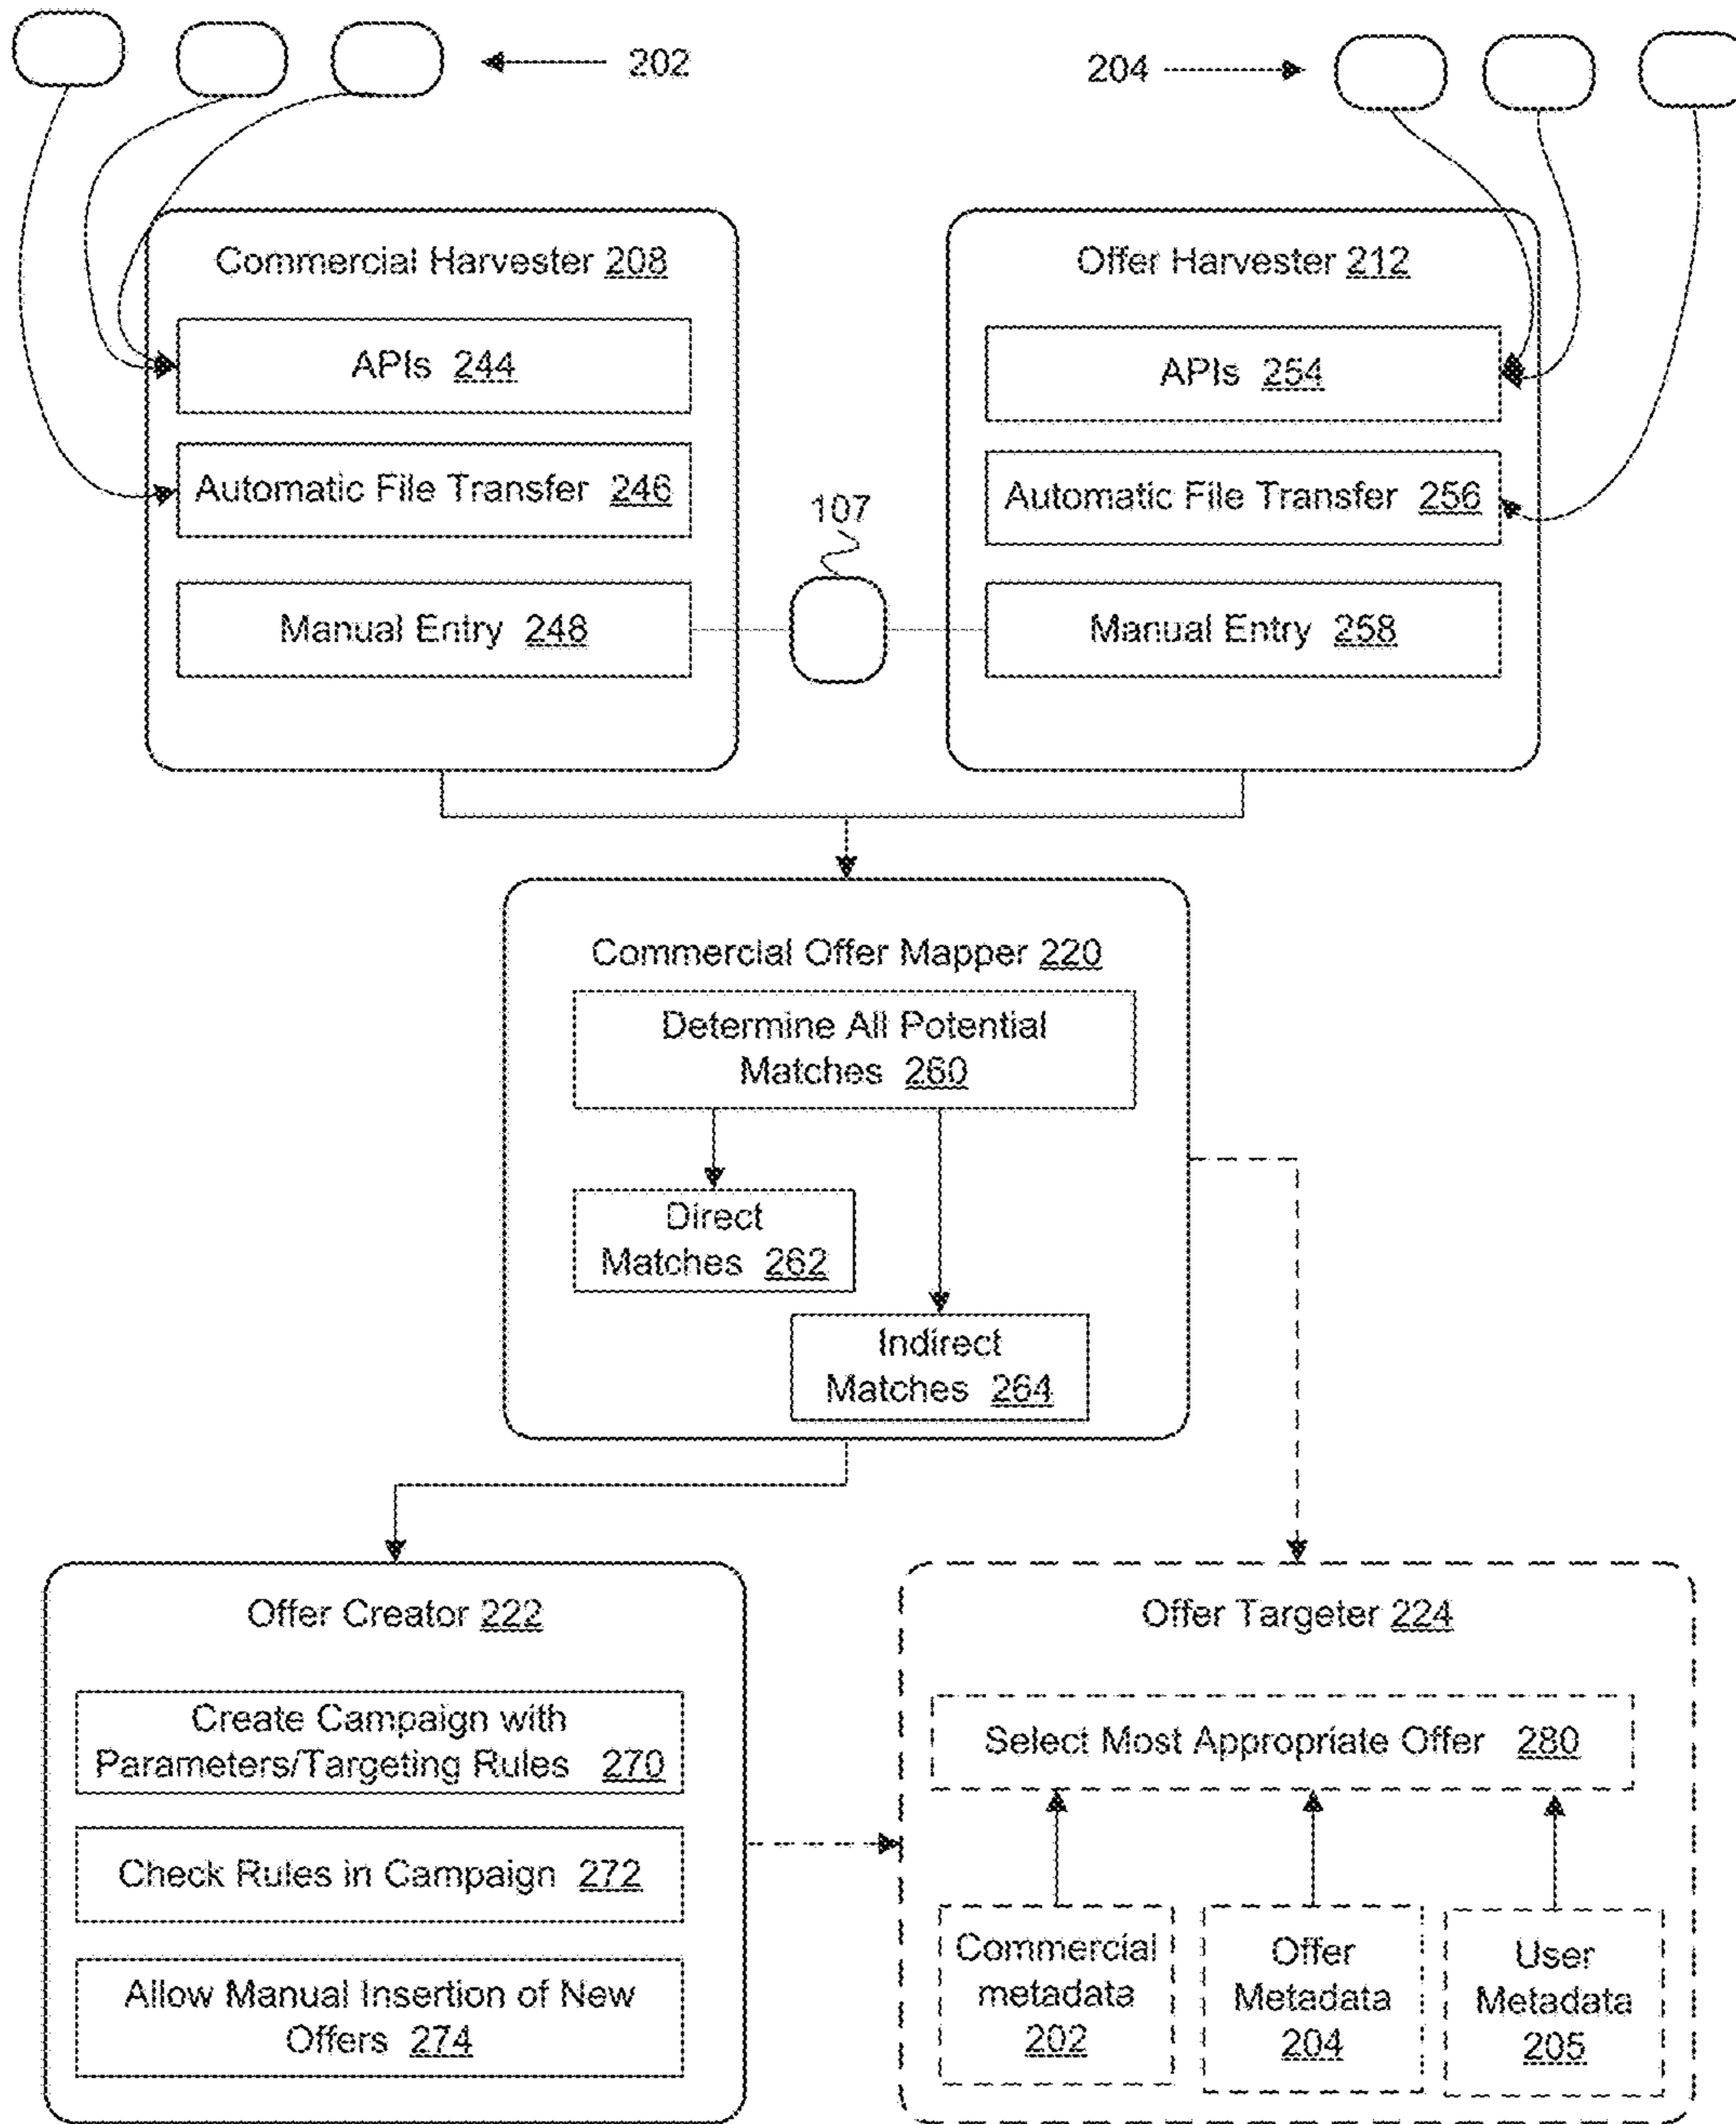 202
204
Commercial Harvester 208
APIs 244
Automatic File Transfer 246
Manual Entry 248
107
Offer Harvester 212
APIs 254
Automatic File Transfer 256
Manual Entry 258
Commercial Offer Mapper 220
Determine All Potential
Matches 260
Direct
Matches 262
Indirect
Matches 264
Offer Creator 222
Create Campaign with
Parameters/Targeting Rules 270
Check Rules in Campaign 272
Allow Manual Insertion of New
Offers 274
Offer Targeter 224
Select Most Appropriate Offer 280
Commercial
metadata
202
Offer
Metadata
204
User
Metadata
205